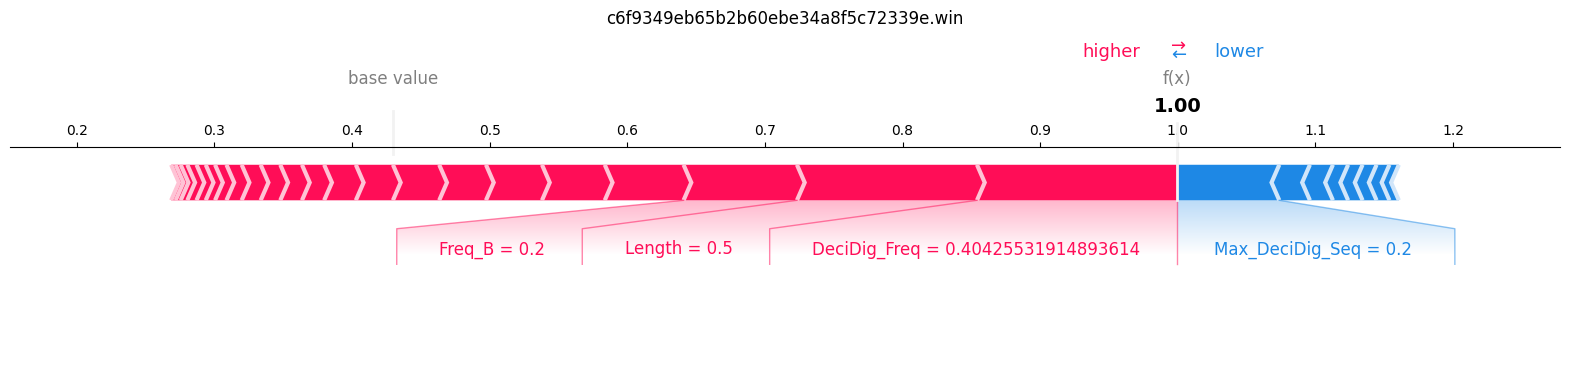 c6f9349eb65b2b60ebe34a8f5c72339e.win
higher → ← lower
base value f(x)
1.00
0.2 0.3 0.4 0.5 0.6 0.7 0.8 0.9 1.0 1.1 1.2
Freq_B = 0.2 Length = 0.5 DeciDig_Freq = 0.40425531914893614 Max_DeciDig_Seq = 0.2